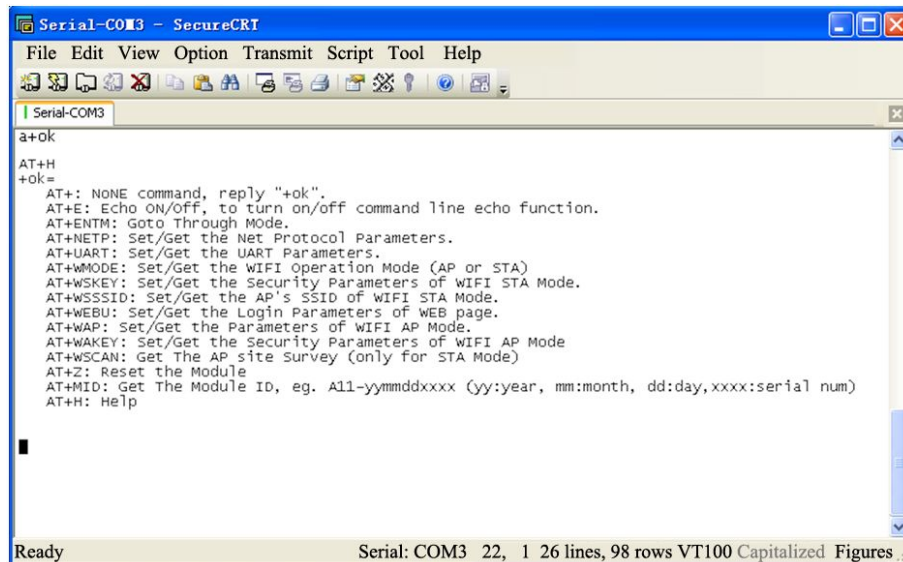 Serial-COM3 - SecureCRT
File Edit View Option Transmit Script Tool Help
Serial-COM3
a+ok
AT+H
+ok=
AT+: NONE command, reply "+ok".
AT+E: Echo ON/Off, to turn on/off command line echo function.
AT+ENTM: Goto Through MOde.
AT+NETP: Set/Get the Net Protocol Parameters.
AT+UART: Set/Get the UART Parameters.
AT+WMODE: Set/Get the WIFI Operation Mode (AP or STA)
AT+WSKEY: Set/Get the Security Parameters of WIFI STA Mode.
AT+WSSSID: Set/Get the AP's SSID of WIFI STA Mode.
AT+WEBU: Set/Get the Login Parameters of WEB page.
AT+WAP: Set/Get the Parameters of WIFI AP Mode.
AT+WAKEY: Set/Get the Security Parameters of WIFI AP Mode
AT+WSCAN: Get The AP site Survey (only for STA Mode)
AT+Z: Reset the Module
AT+MID: Get The Module ID, eg. A11-yymmddxxxx (yy:year, mm:month, dd:day,xxxx:serial num)
AT+H: Help
Ready Serial: COM3 22, 1 26 lines, 98 rows VT100 Capitalized Figures